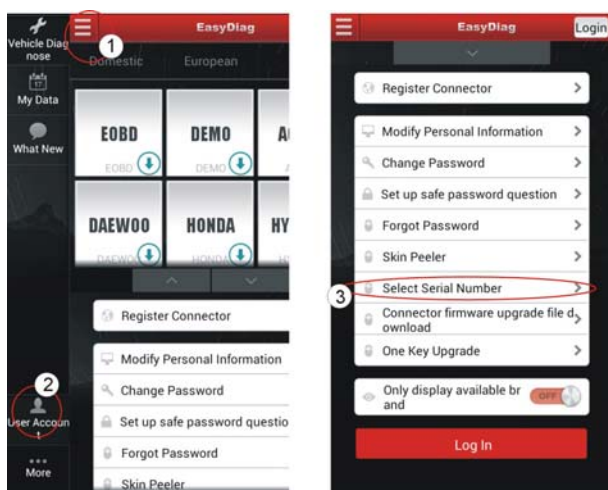 Vehicle Diag
nose
17
My Data
What New
2
User Accoun
t
More
1
EasyDiag
Domestic
European
EOBD
EOBD
DEMO
DEMO
DAEWOO
DAEWOO
HONDA
HONDA
HY
Register Connector
Modify Personal Information
Change Password
Set up safe password questio
Forgot Password
Skin Peeler
EasyDiag
Login
Register Connector
Modify Personal Information
Change Password
Set up safe password question
Forgot Password
Skin Peeler
3
Select Serial Number
Connector firmware upgrade file d
ownload
One Key Upgrade
Only display available br
and
OFF
Log In